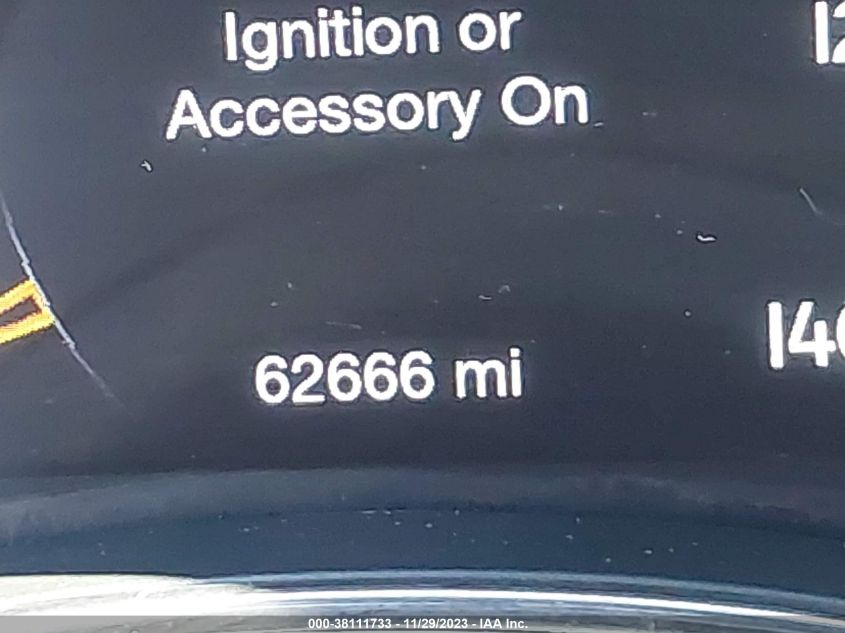 Ignition or
Accessory On
62666 mi
000-38111733 - 11/29/2023 - IAA Inc.